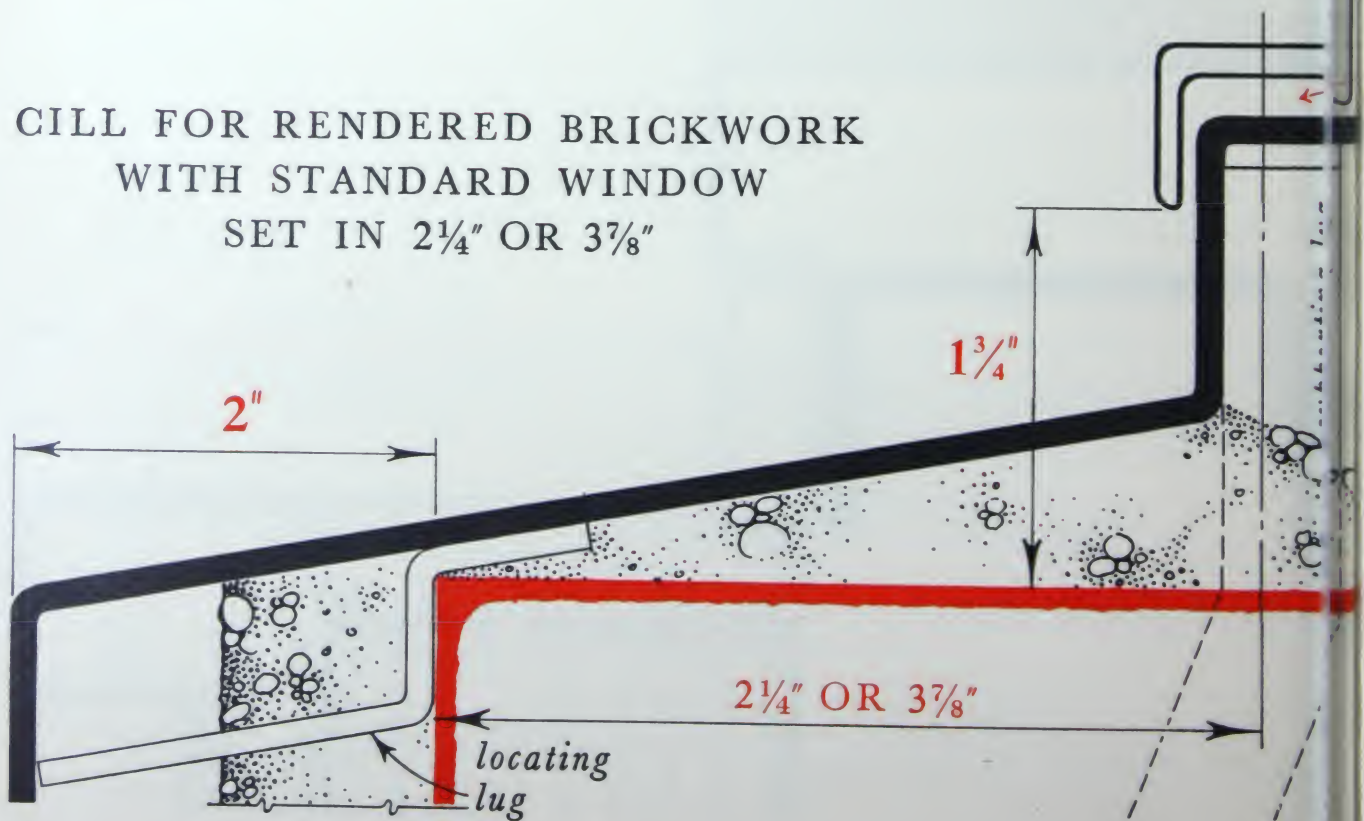 CILL FOR RENDERED BRICKWORK
WITH STANDARD WINDOW
SET IN 2¼" OR 3⅞"
1¾"
2"
2¼" OR 3⅞"
locating
lug